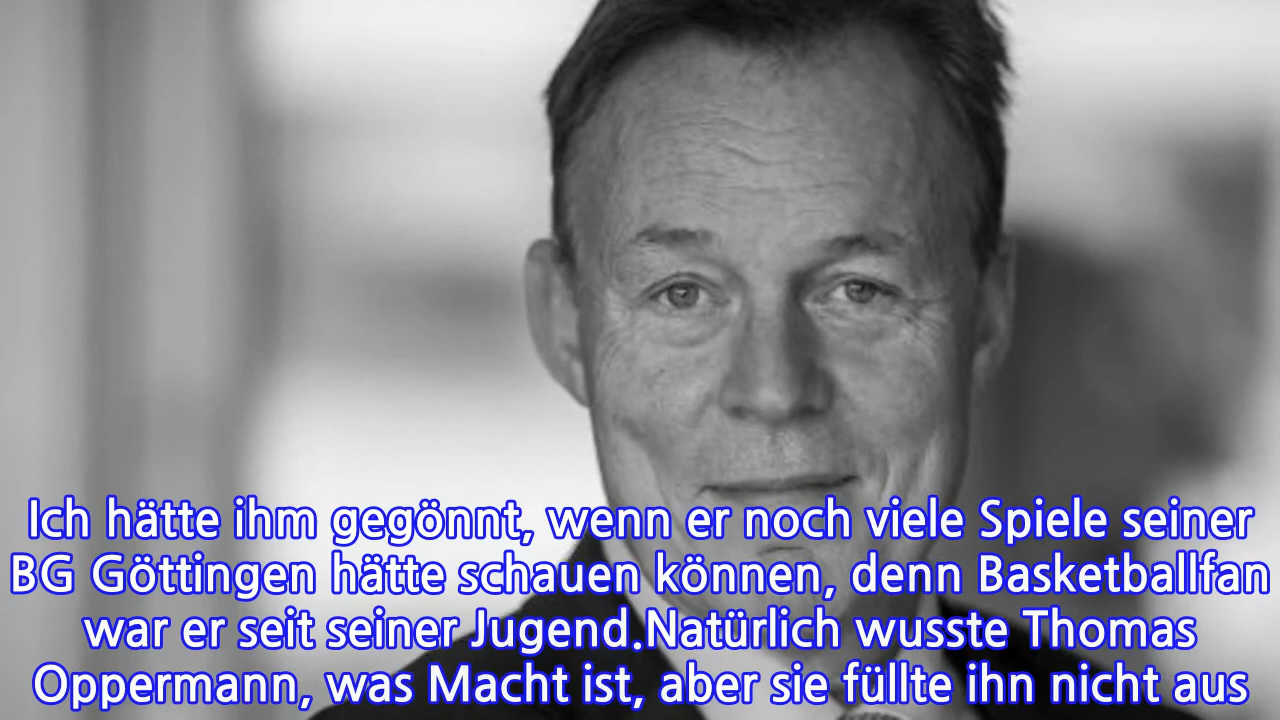 Ich hätte ihm gegönnt, wenn er noch viele Spiele seiner
BG Göttingen hätte schauen können, denn Basketballfan
war er seit seiner Jugend.Natürlich wusste Thomas
Oppermann, was Macht ist, aber sie füllte ihn nicht aus